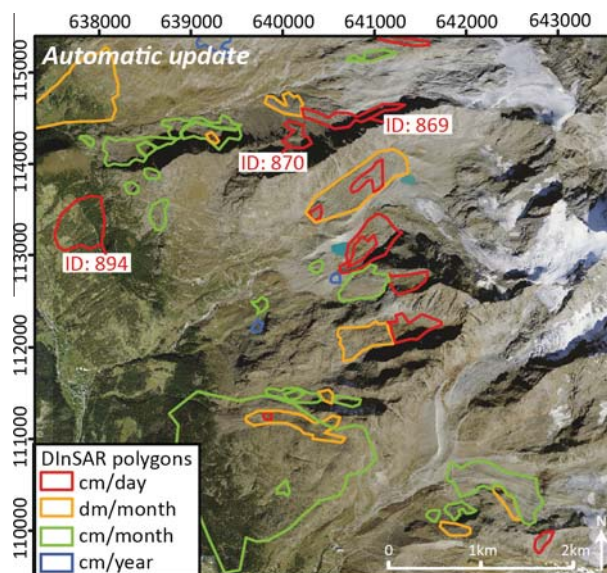 638000 639000 640000 641000 642000 643000
115000
Automatic update
ID: 869
ID: 870
114000
113000
ID: 894
112000
111000
DInSAR polygons
cm/day
dm/month
cm/month
cm/year
110000
N
0 1km 2km